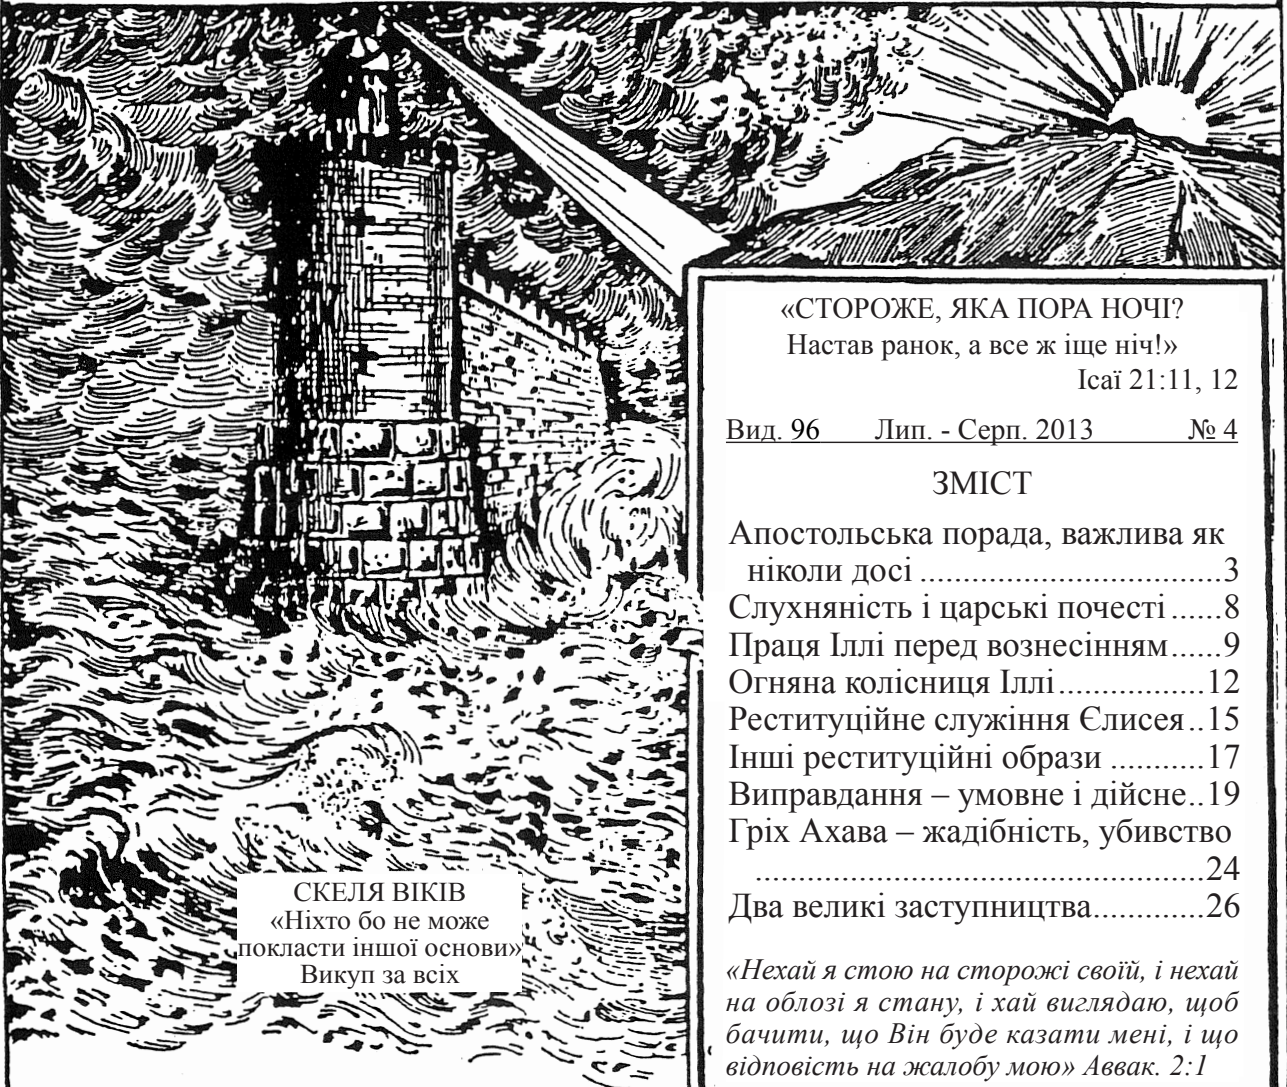 «СТОРОЖЕ, ЯКА ПОРА НОЧІ?
Настав ранок, а все ж іще ніч!»
Ісаї 21:11, 12
Вид. 96 Лип. - Серп. 2013 № 4
ЗМІСТ
Апостольська порада, важлива як
ніколи досі ..............................3
Слухняність і царські почесті......8
Праця Іллі перед вознесінням......9
Огняна колісниця Іллі................12
Реституційне служіння Єлисея..15
Інші реституційні образи ..........17
Виправдання – умовне і дійсне..19
Гріх Ахава – жадібність, убивство
................................................24
Два великі заступництва............26
«Нехай я стою на сторожі своїй, і нехай
на облозі я стану, і хай виглядаю, щоб
бачити, що Він буде казати мені, і що
відповість на жалобу мою» Аввак. 2:1
СКЕЛЯ ВІКІВ
«Ніхто бо не може
покласти іншої основи»
Викуп за всіх